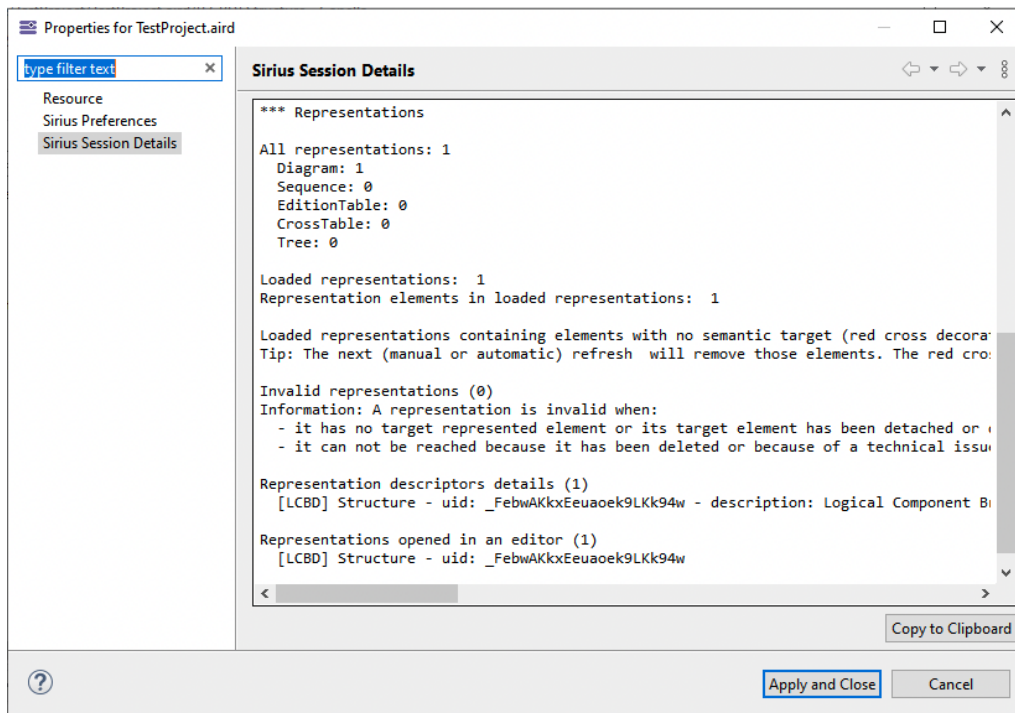 Properties for TestProject.aird
type filter text
Resource
Sirius Preferences
Sirius Session Details
Sirius Session Details
*** Representations
All representations: 1
Diagram: 1
Sequence: 0
EditionTable: 0
CrossTable: 0
Tree: 0
Loaded representations:  1
Representation elements in loaded representations:  1
Loaded representations containing elements with no semantic target (red cross
Tip: The next (manual or automatic) refresh  will remove those elements. The red
Invalid representations (0)
Information: A representation is invalid when:
- it has no target represented element or its target element has been detached or
- it can not be reached because it has been deleted or because of a technical
Representation descriptors details (1)
[LCBD] Structure - uid: _FebwAKkxEeuaoek9LKk94w - description: Logical Component
Representations opened in an editor (1)
[LCBD] Structure - uid: _FebwAKkxEeuaoek9LKk94w
Copy to Clipboard
?
Apply and Close
Cancel